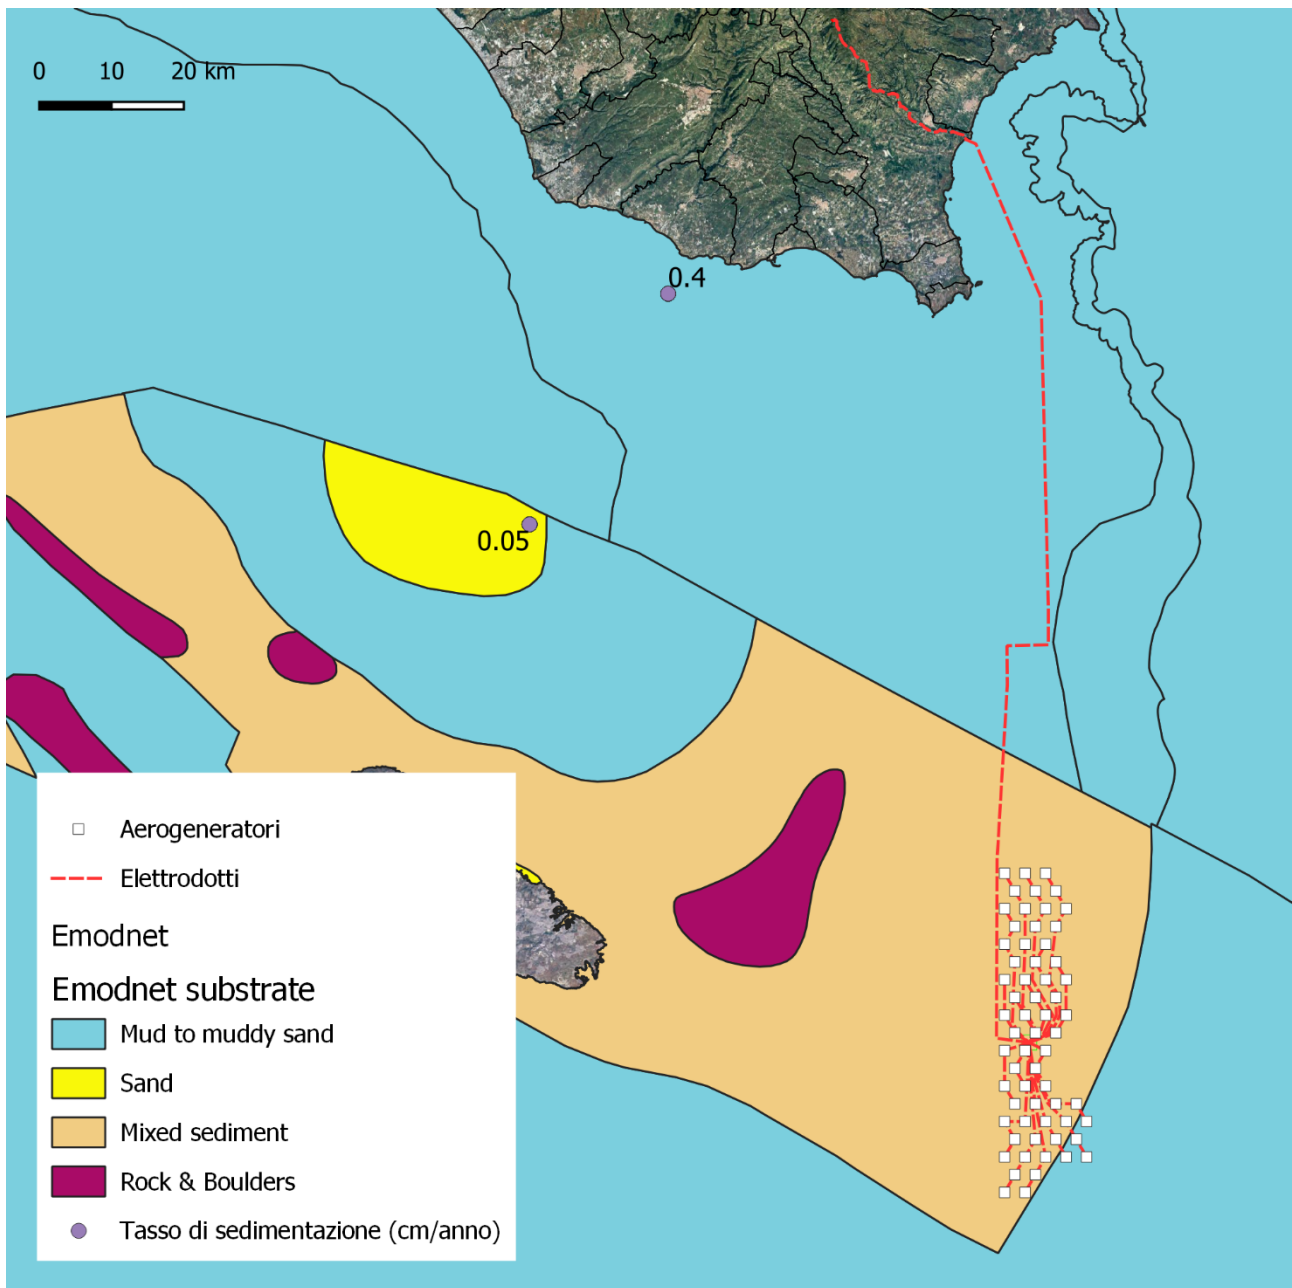 0 10 20 km
0.4
0.05
Aerogeneratori
Elettrodotti
Emodnet
Emodnet substrate
Mud to muddy sand
Sand
Mixed sediment
Rock & Boulders
Tasso di sedimentazione (cm/anno)